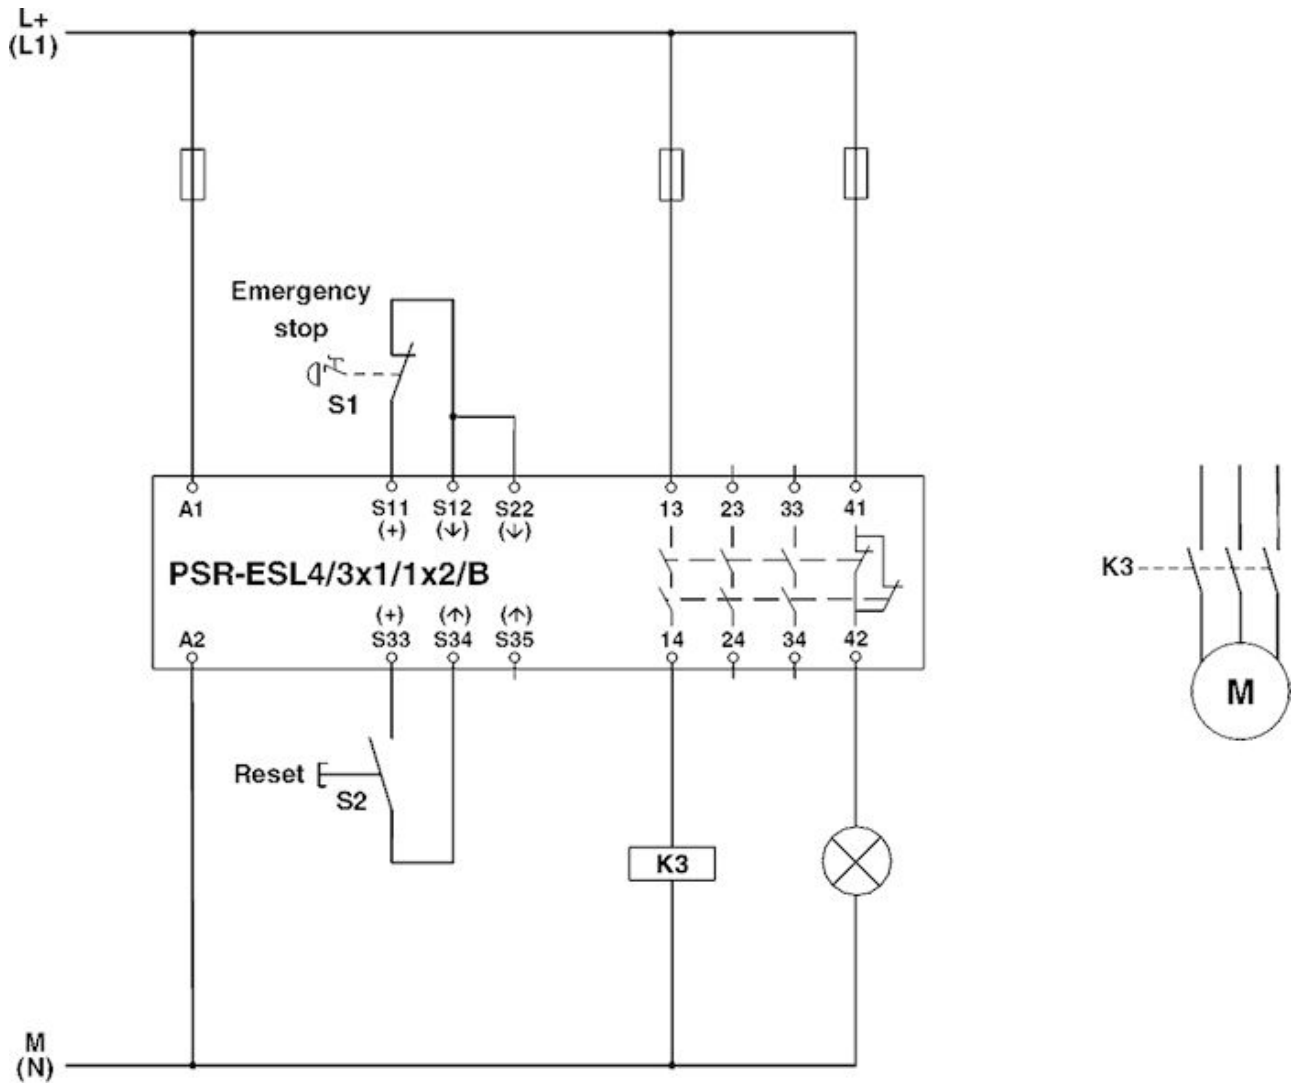 L+
(L1)
Emergency
stop
S1
A1 S11 S12 S22 13 23 33 41
(+) (↓) (↓)
PSR-ESL4/3x1/1x2/B
K3
(+) (↑) (↑)
A2 S33 S34 S35 14 24 34 42
M
Reset
S2
K3
M
(N)